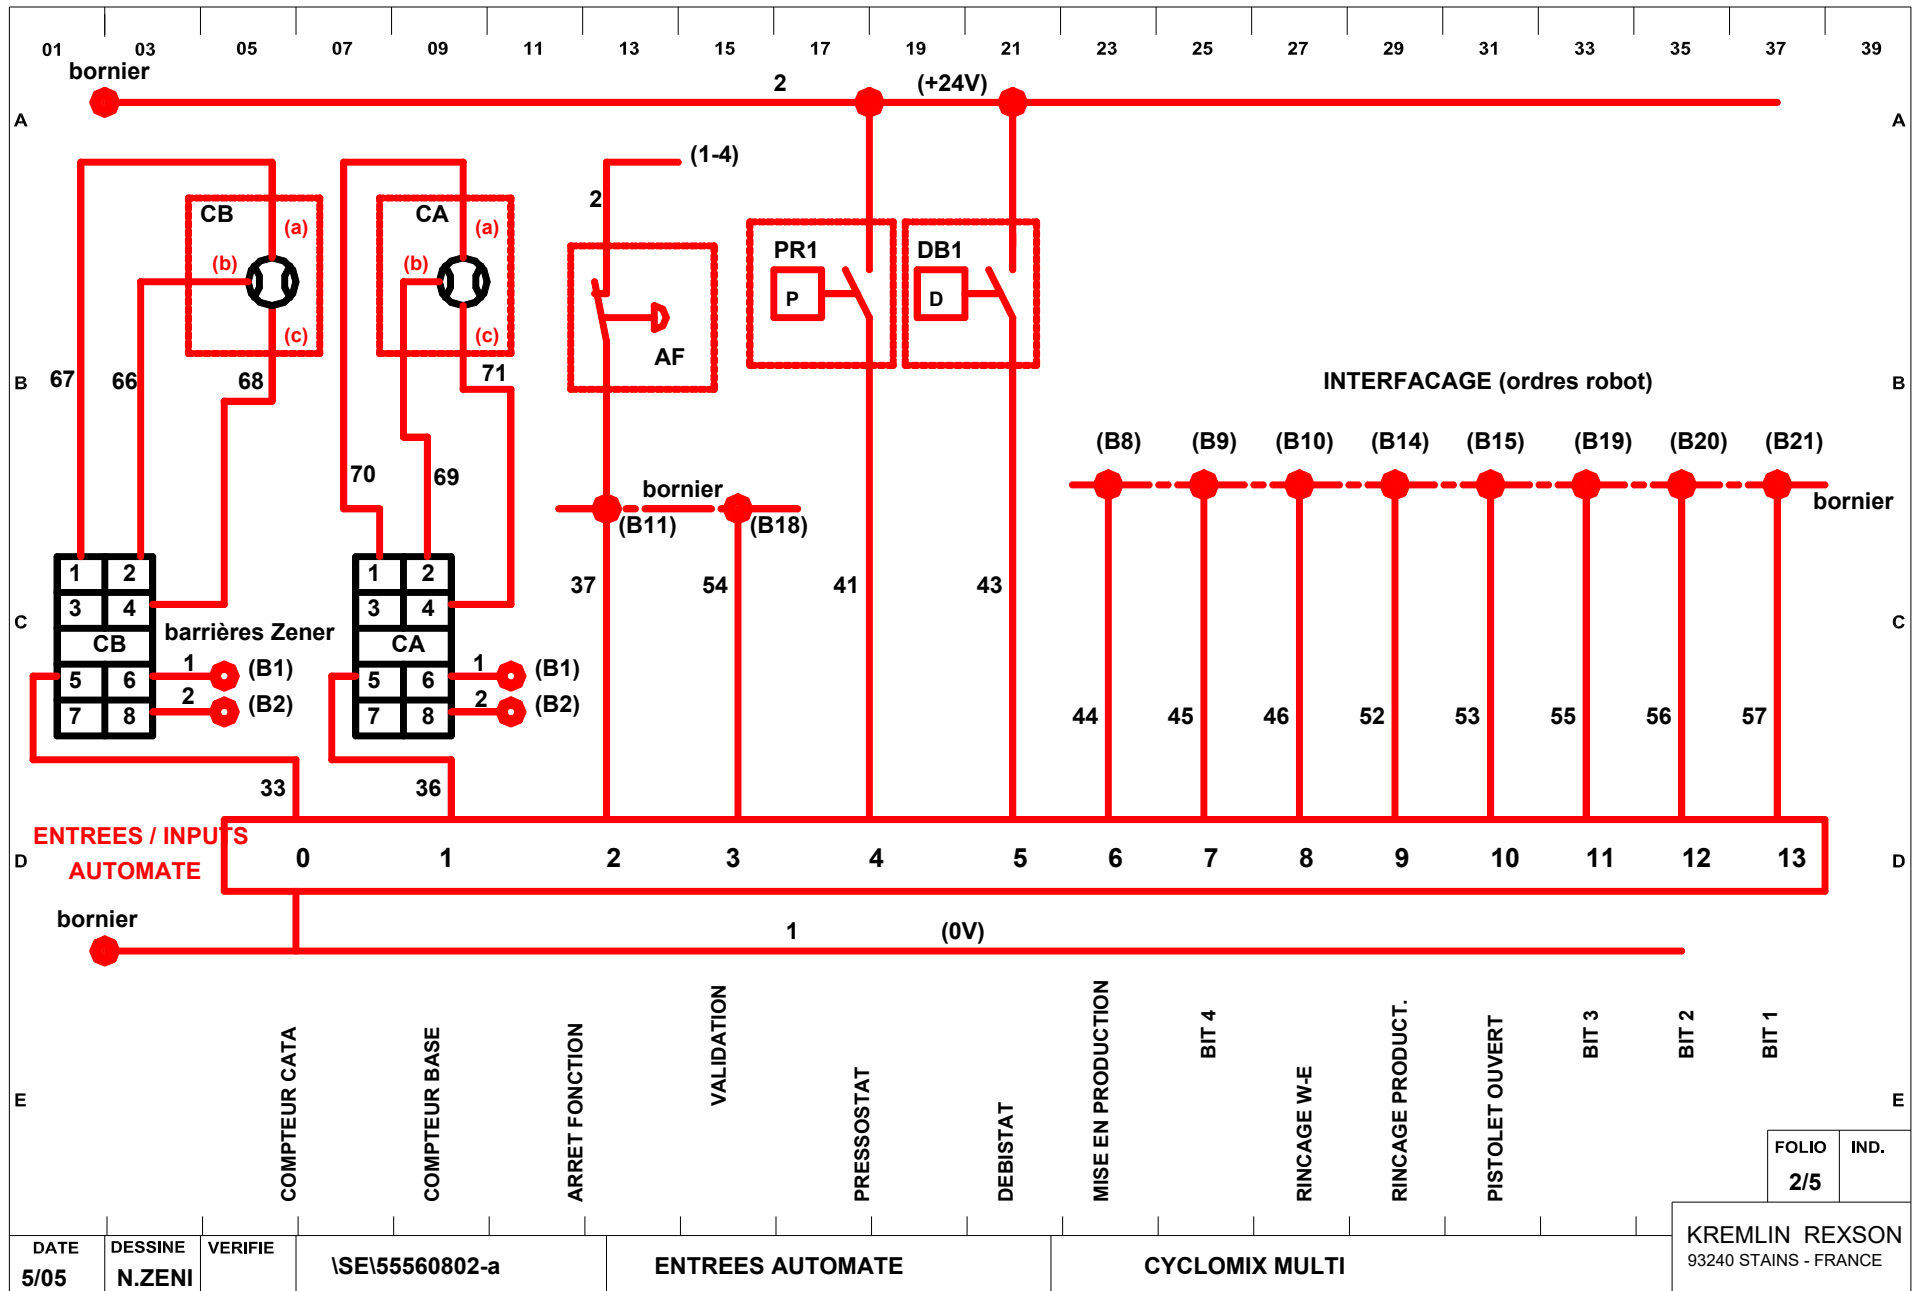 01 03 05 07 09 11 13 15 17 19 21 23 25 27 29 31 33 35 37 39
bornier
2 (+24V)
A A
(1-4)
2
CB (a) (b) (c)
CA (a) (b) (c)
AF
PR1
P
DB1
D
B 67 66 68 71 B
INTERFACAGE (ordres robot)
(B8) (B9) (B10) (B14) (B15) (B19) (B20) (B21)
bornier
70 69
bornier
(B11) (B18)
37 54 41 43
1 2
3 4
CB
5 6
7 8
barrières Zener
1 (B1)
2 (B2)
1 2
3 4
CA
5 6
7 8
1 (B1)
2 (B2)
C C
44 45 46 52 53 55 56 57
33 36
ENTREES / INPUTS
AUTOMATE
D 0 1 2 3 4 5 6 7 8 9 10 11 12 13 D
bornier
1 (0V)
E E
COMPTEUR CATA
COMPTEUR BASE
ARRET FONCTION
VALIDATION
PRESSOSTAT
DEBISTAT
MISE EN PRODUCTION
BIT 4
RINCAGE W-E
RINCAGE PRODUCT.
PISTOLET OUVERT
BIT 3
BIT 2
BIT 1
FOLIO IND.
2/5
DATE DESSINE VERIFIE
5/05 N.ZENI
\SE\55560802-a
ENTREES AUTOMATE
CYCLOMIX MULTI
KREMLIN REXSON
93240 STAINS - FRANCE